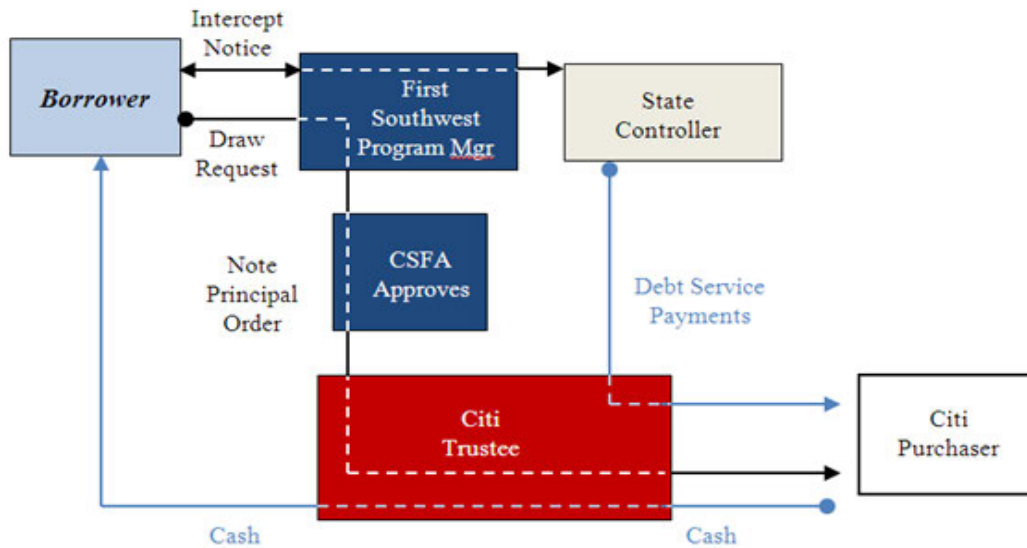 Intercept
Notice
Borrower
First
Southwest
Program Mgr
State
Controller
Draw
Request
CSFA
Approves
Note
Principal
Order
Debt Service
Payments
Citi
Trustee
Citi
Purchaser
Cash
Cash